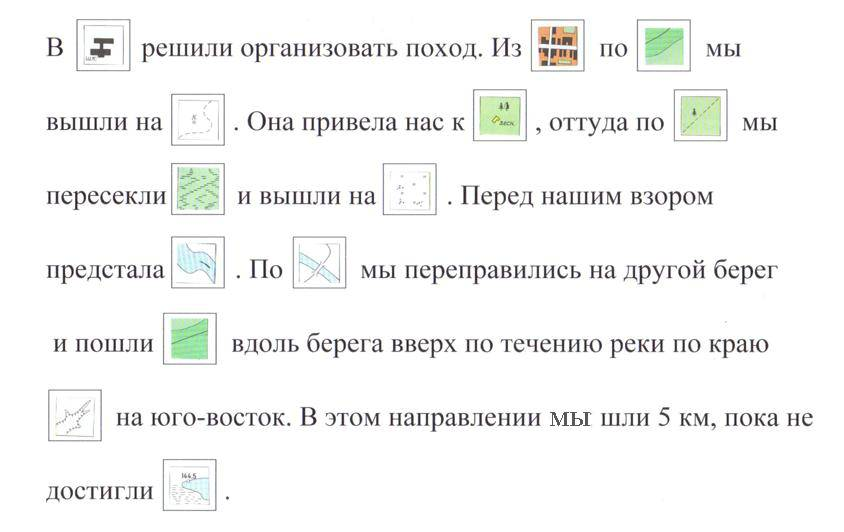 В решили организовать поход. Из по мы
вышли на . Она привела нас к , оттуда по мы
пересекли и вышли на . Перед нашим взором
предстала . По мы переправились на другой берег
и пошли вдоль берега вверх по течению реки по краю
на юго-восток. В этом направлении мы шли 5 км, пока не
достигли 144,5 .